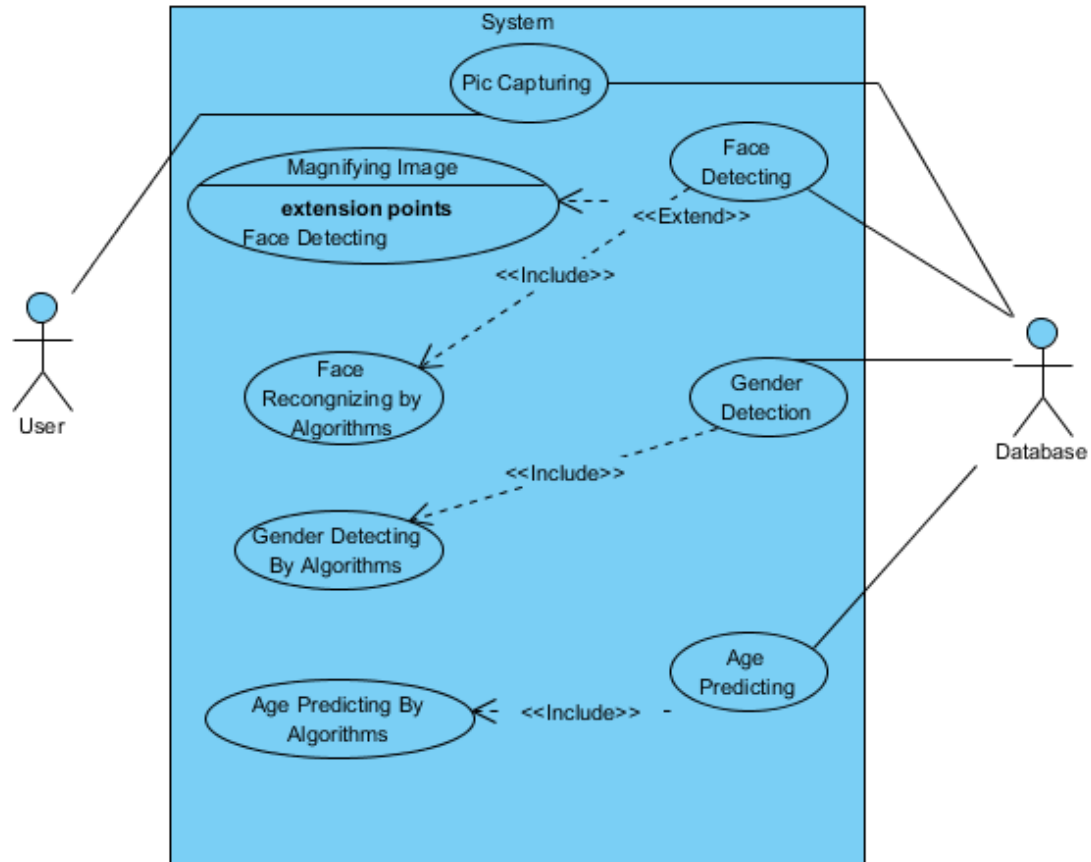 System
Pic Capturing
Face
Detecting
Magnifying Image
extension points
Face Detecting
<<Extend>>
<<Include>>
Face
Recongnizing by
Algorithms
Gender
Detection
User
Database
<<Include>>
Gender Detecting
By Algorithms
Age
Predicting
Age Predicting By
Algorithms
<<Include>>